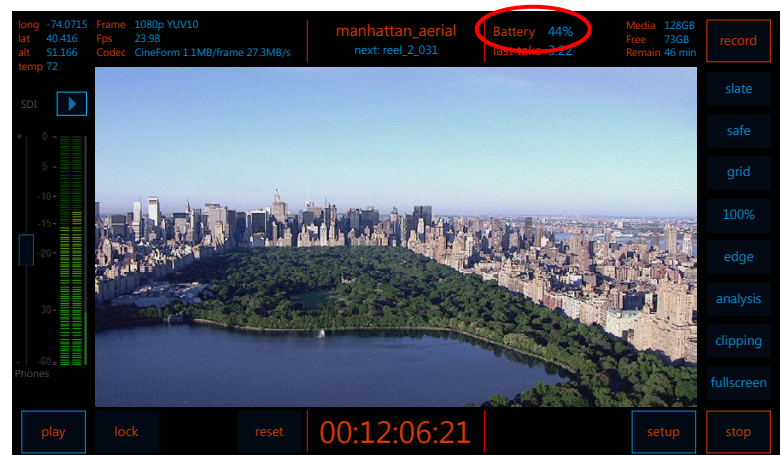 long -74.0715
lat 40.416
alt 51.166
temp 72
Frame 1080p YUV10
Fps 23.98
Codec CineForm 1.1MB/frame 27.3MB/s
manhattan_aerial
next: reel_2_031
Battery 44%
last take 3:22
Media 128GB
Free 73GB
Remain 46 min
record
SDI
slate
safe
grid
100%
edge
analysis
clipping
fullscreen
+ 0 -
5 -
-10-
-15-
-20-
30-
- -60-
Phones
play
lock
reset
00:12:06:21
setup
stop